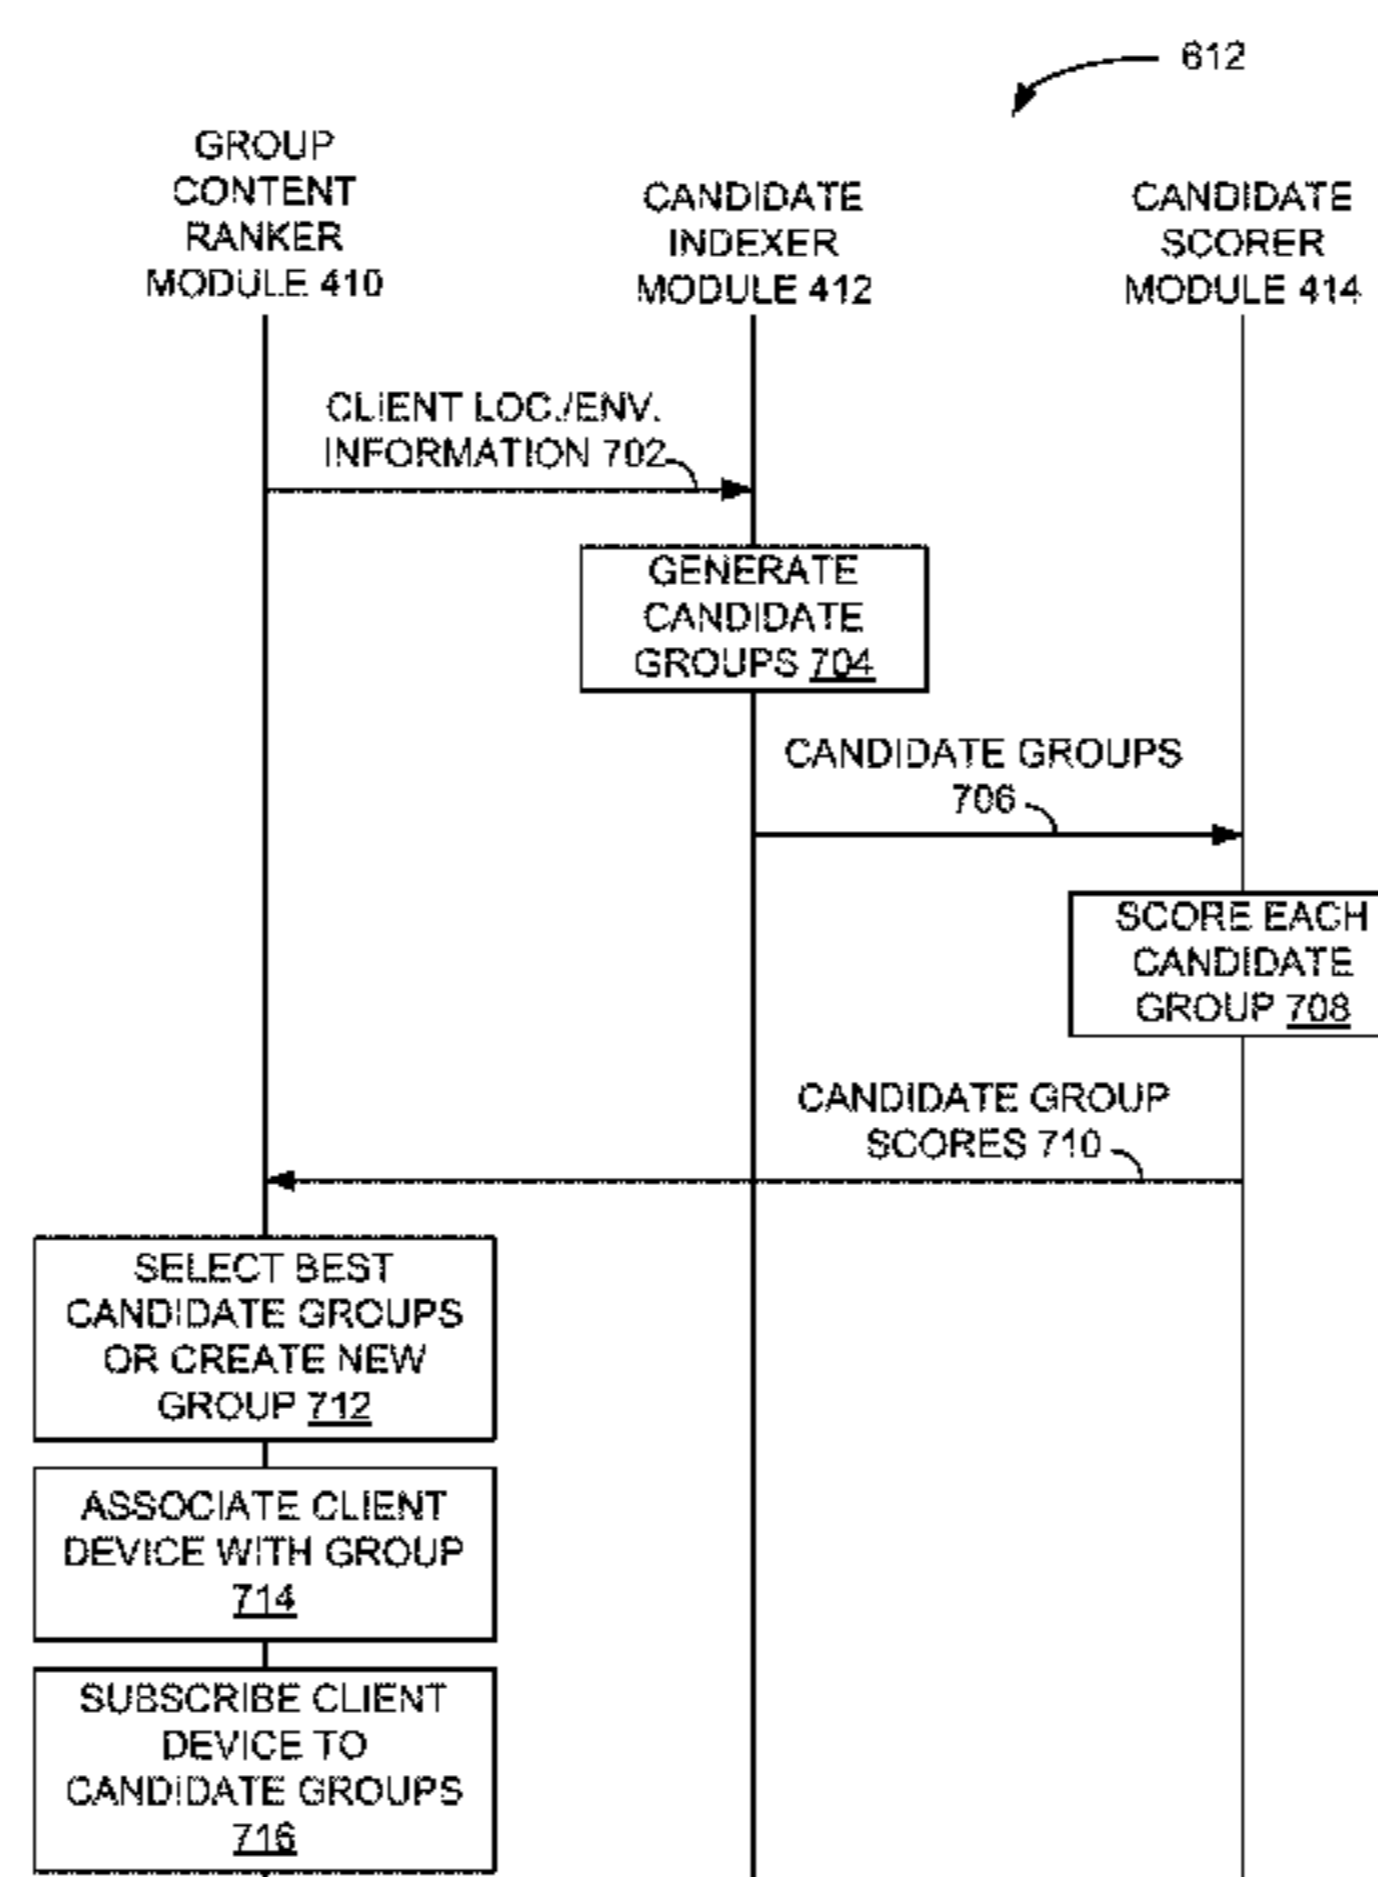 612
GROUP
CONTENT
RANKER
MODULE 410
CANDIDATE
INDEXER
MODULE 412
CANDIDATE
SCORER
MODULE 414
CLIENT LOC./ENV.
INFORMATION 702
GENERATE
CANDIDATE
GROUPS 704
CANDIDATE GROUPS
706
SCORE EACH
CANDIDATE
GROUP 708
CANDIDATE GROUP
SCORES 710
SELECT BEST
CANDIDATE GROUPS
OR CREATE NEW
GROUP 712
ASSOCIATE CLIENT
DEVICE WITH GROUP
714
SUBSCRIBE CLIENT
DEVICE TO
CANDIDATE GROUPS
716